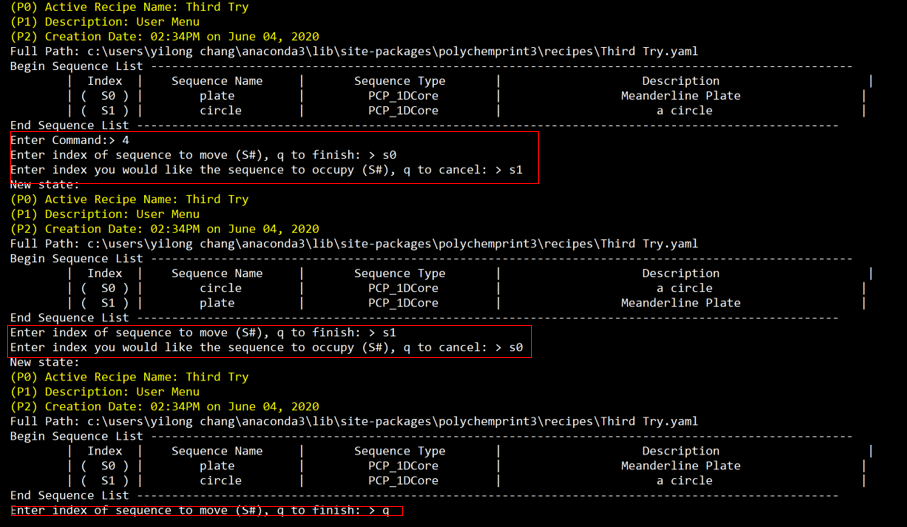 (P0) Active Recipe Name: Third Try
(P1) Description: User Menu
(P2) Creation Date: 02:34PM on June 04, 2020
Full Path: c:\users\yilong chang\anaconda3\lib\site-packages\polychemprint3\recipes\Third Try.yaml
Begin Sequence List ----------------------------------------------------------------------------------------------------
| Index | Sequence Name | Sequence Type | Description |
| ( S0 ) | plate | PCP_1DCore | Meanderline Plate |
| ( S1 ) | circle | PCP_1DCore | a circle |
End Sequence List ----------------------------------------------------------------------------------------------------
Enter Command:> 4
Enter index of sequence to move (S#), q to finish: > s0
Enter index you would like the sequence to occupy (S#), q to cancel: > s1
New state:
(P0) Active Recipe Name: Third Try
(P1) Description: User Menu
(P2) Creation Date: 02:34PM on June 04, 2020
Full Path: c:\users\yilong chang\anaconda3\lib\site-packages\polychemprint3\recipes\Third Try.yaml
Begin Sequence List ----------------------------------------------------------------------------------------------------
| Index | Sequence Name | Sequence Type | Description |
| ( S0 ) | circle | PCP_1DCore | a circle |
| ( S1 ) | plate | PCP_1DCore | Meanderline Plate |
End Sequence List ----------------------------------------------------------------------------------------------------
Enter index of sequence to move (S#), q to finish: > s1
Enter index you would like the sequence to occupy (S#), q to cancel: > s0
New state:
(P0) Active Recipe Name: Third Try
(P1) Description: User Menu
(P2) Creation Date: 02:34PM on June 04, 2020
Full Path: c:\users\yilong chang\anaconda3\lib\site-packages\polychemprint3\recipes\Third Try.yaml
Begin Sequence List ----------------------------------------------------------------------------------------------------
| Index | Sequence Name | Sequence Type | Description |
| ( S0 ) | plate | PCP_1DCore | Meanderline Plate |
| ( S1 ) | circle | PCP_1DCore | a circle |
End Sequence List ----------------------------------------------------------------------------------------------------
Enter index of sequence to move (S#), q to finish: > q